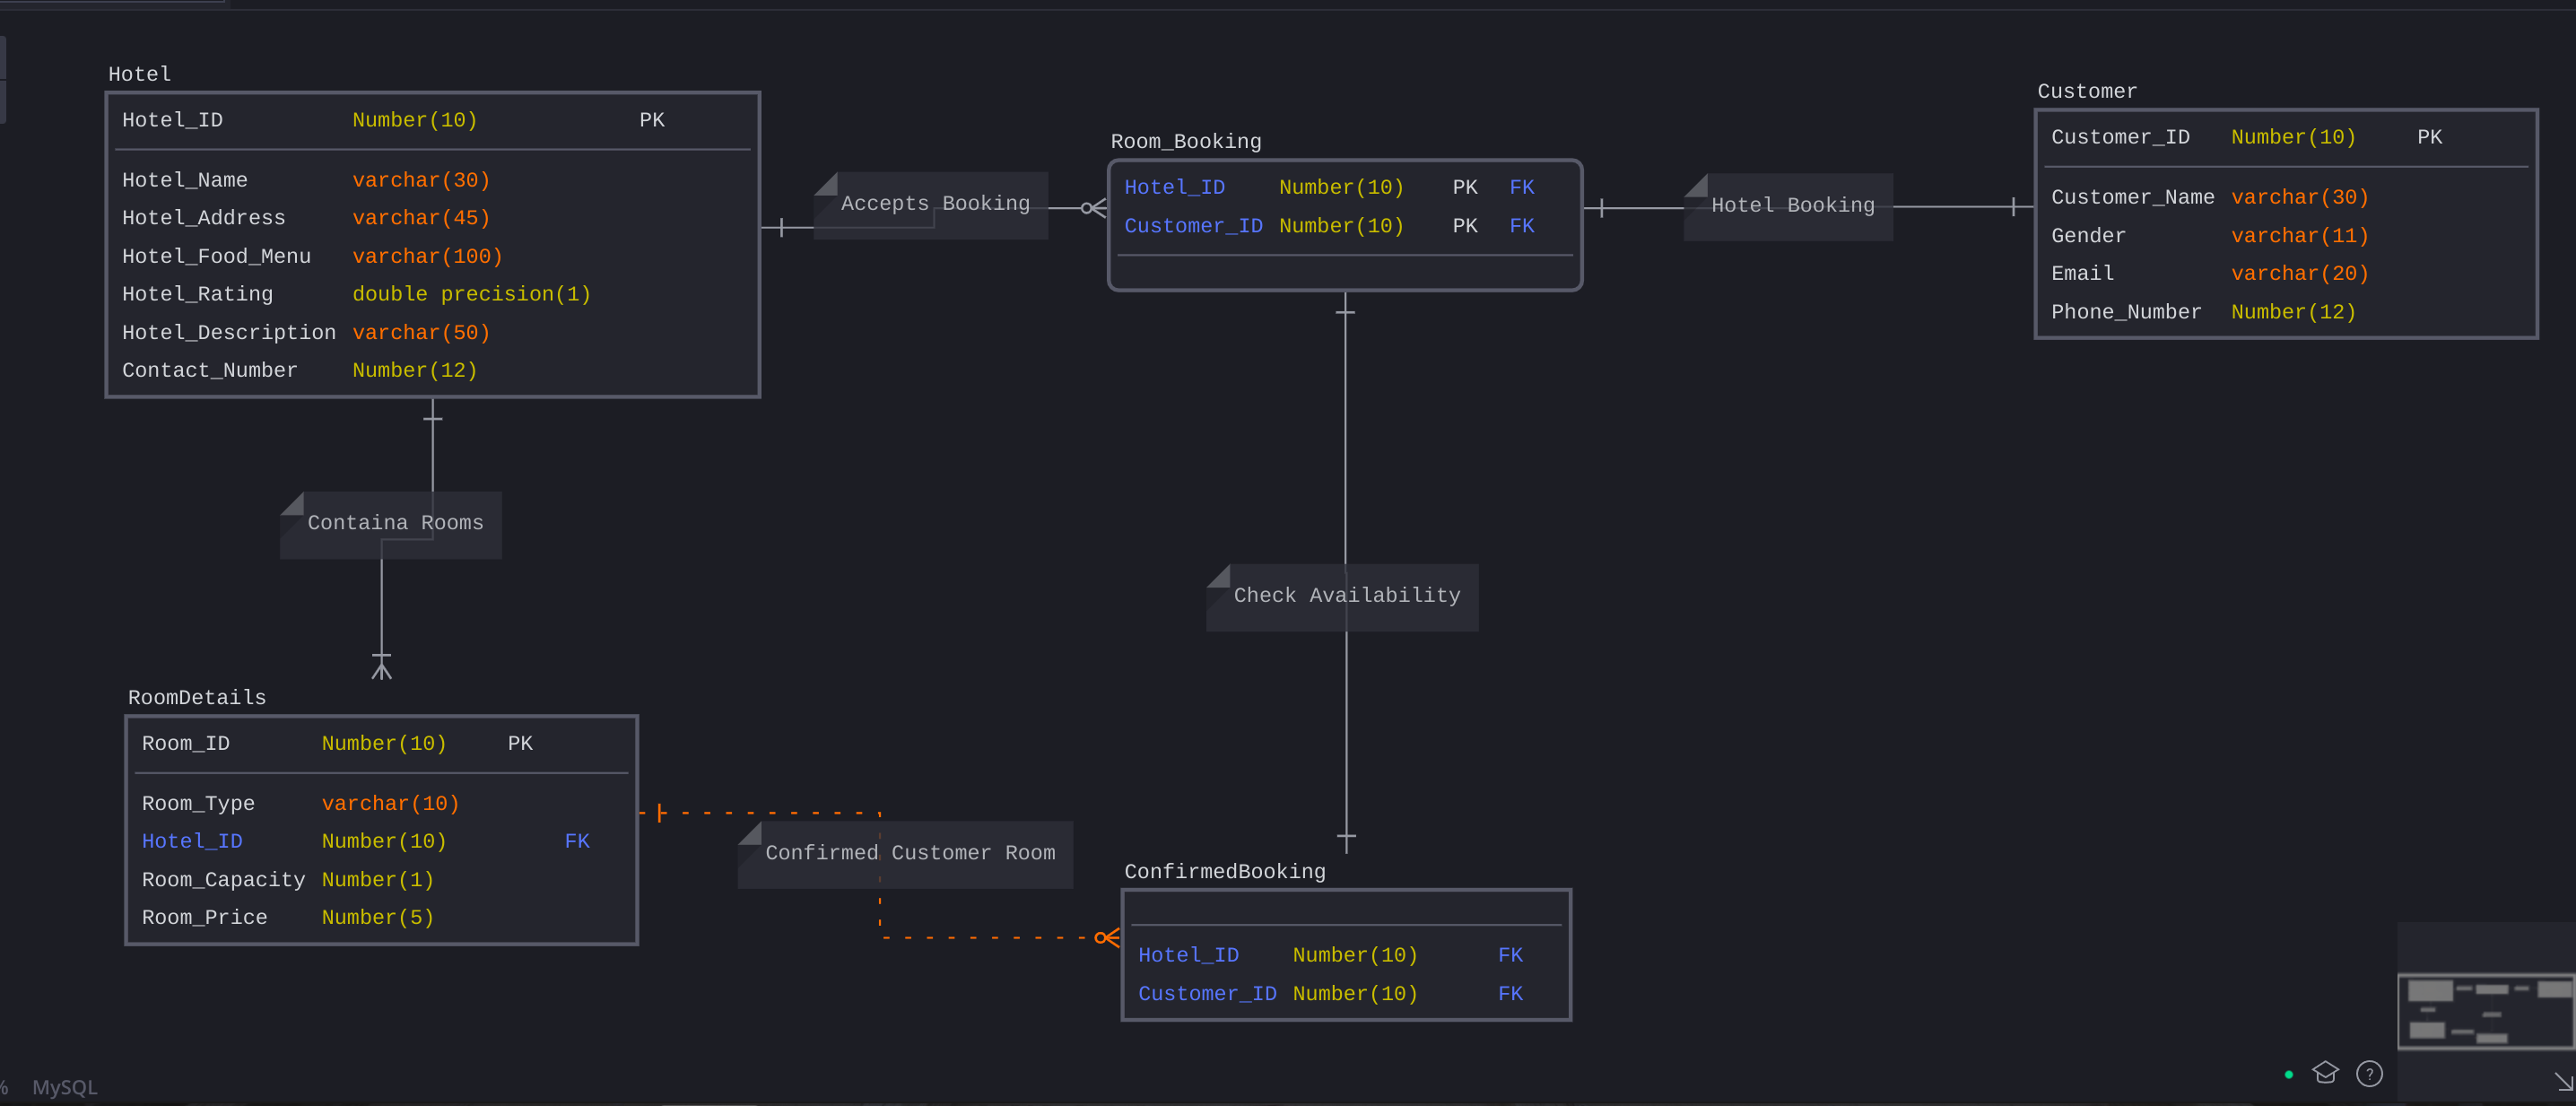 Hotel
Hotel_ID Number(10) PK
Hotel_Name varchar(30)
Hotel_Address varchar(45)
Hotel_Food_Menu varchar(100)
Hotel_Rating double precision(1)
Hotel_Description varchar(50)
Contact_Number Number(12)
Accepts Booking
Room_Booking
Hotel_ID Number(10) PK FK
Customer_ID Number(10) PK FK
Hotel Booking
Customer
Customer_ID Number(10) PK
Customer_Name varchar(30)
Gender varchar(11)
Email varchar(20)
Phone_Number Number(12)
Containa Rooms
Check Availability
RoomDetails
Room_ID Number(10) PK
Room_Type varchar(10)
Hotel_ID Number(10) FK
Room_Capacity Number(1)
Room_Price Number(5)
Confirmed Customer Room
ConfirmedBooking
Hotel_ID Number(10) FK
Customer_ID Number(10) FK
% MySQL
?